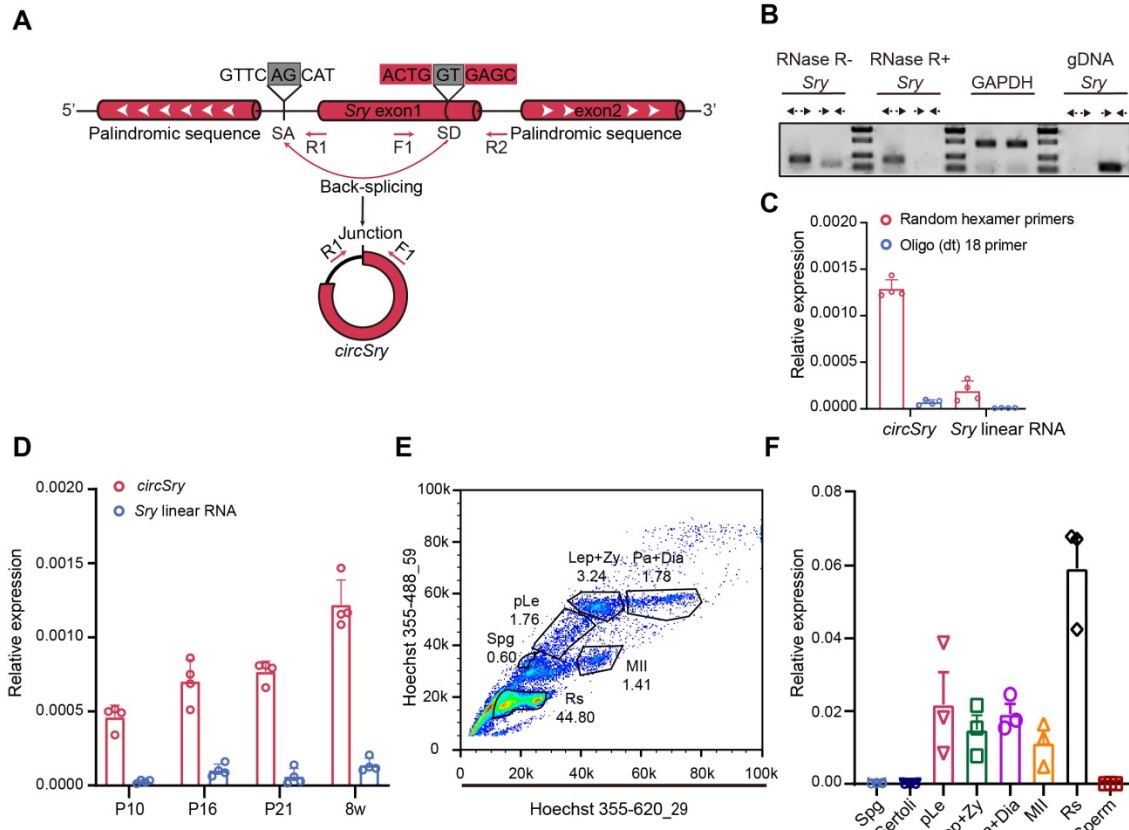 A
GTTC AG CAT
ACTG GT GAGC
5' Sry exon1 exon2 3'
Palindromic sequence SA R1 F1 SD R2 Palindromic sequence
Back-splicing
Junction
R1 F1
circSry
B
RNase R- RNase R+ gDNA
Sry Sry GAPDH Sry
C
Relative expression
0.0020
0.0015
0.0010
0.0005
0.0000
Random hexamer primers
Oligo (dt) 18 primer
circSry Sry linear RNA
D
Relative expression
0.0020
0.0015
0.0010
0.0005
0.0000
circSry
Sry linear RNA
P10 P16 P21 8w
E
Hoechst 355-488_59
100k
80k
60k
40k
20k
0
Lep+Zy
3.24
Pa+Dia
1.78
pLe
1.76
Spg
0.60
MII
1.41
Rs
44.80
0 20k 40k 60k 80k 100k
Hoechst 355-620_29
F
Relative expression
0.08
0.06
0.04
0.02
0.00
Spg ertoli pLe ep+Zy a+Dia MII Rs perm